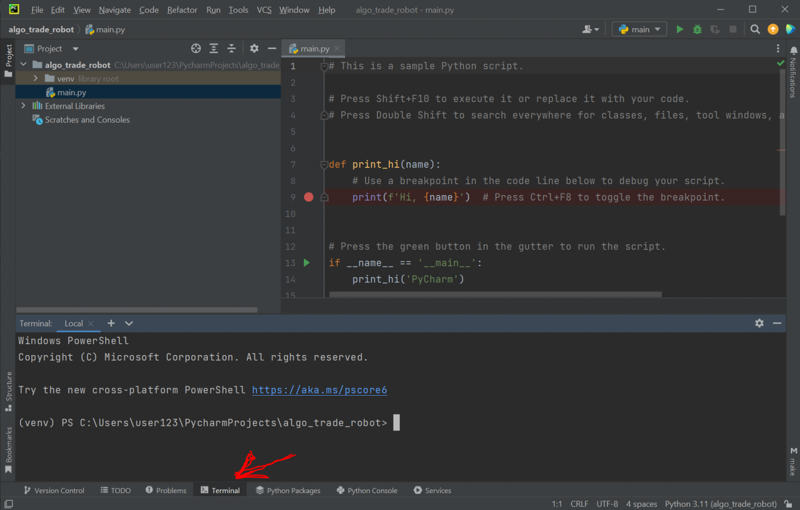 File Edit View Navigate Code Refactor Run Tools VCS Window Help algo_trade_robot - main.py
algo_trade_robot main.py
main
Project
main.py
algo_trade_robot C:\Users\user123\PycharmProjects\algo_trade
venv library root
main.py
External Libraries
Scratches and Consoles
1 # This is a sample Python script.
2
3 # Press Shift+F10 to execute it or replace it with your code.
4 # Press Double Shift to search everywhere for classes, files, tool windows, a
5
6
7 def print_hi(name):
8 # Use a breakpoint in the code line below to debug your script.
9 print(f'Hi, {name}') # Press Ctrl+F8 to toggle the breakpoint.
10
11
12 # Press the green button in the gutter to run the script.
13 if __name__ == '__main__':
14 print_hi('PyCharm')
15
Project
Structure
Bookmarks
Notifications
M
make
Terminal: Local
Windows PowerShell
Copyright (C) Microsoft Corporation. All rights reserved.
Try the new cross-platform PowerShell https://aka.ms/pscore6
(venv) PS C:\Users\user123\PycharmProjects\algo_trade_robot>
Version Control TODO Problems Terminal Python Packages Python Console Services
1:1 CRLF UTF-8 4 spaces Python 3.11 (algo_trade_robot)